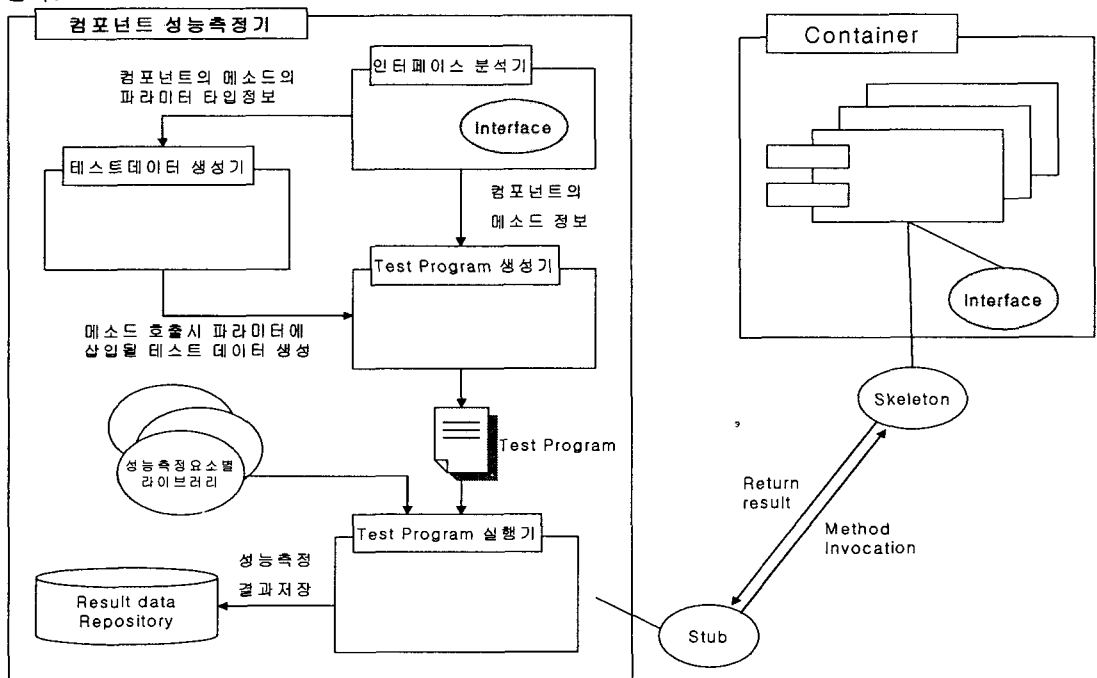 컴포넌트 성능측정기
인터페이스 분석기
컴포넌트의 메소드의
파라미터 타입정보
Interface
테스트데이터 생성기
컴포넌트의
메소드 정보
Test Program 생성기
메소드 호출시 파라미터에
삽입될 테스트 데이터 생성
Test Program
성능측정요소별
라이브러리
Test Program 실행기
성능측정
결과저장
Result data
Repository
Container
Interface
Skeleton
Return
result
Method
Invocation
Stub